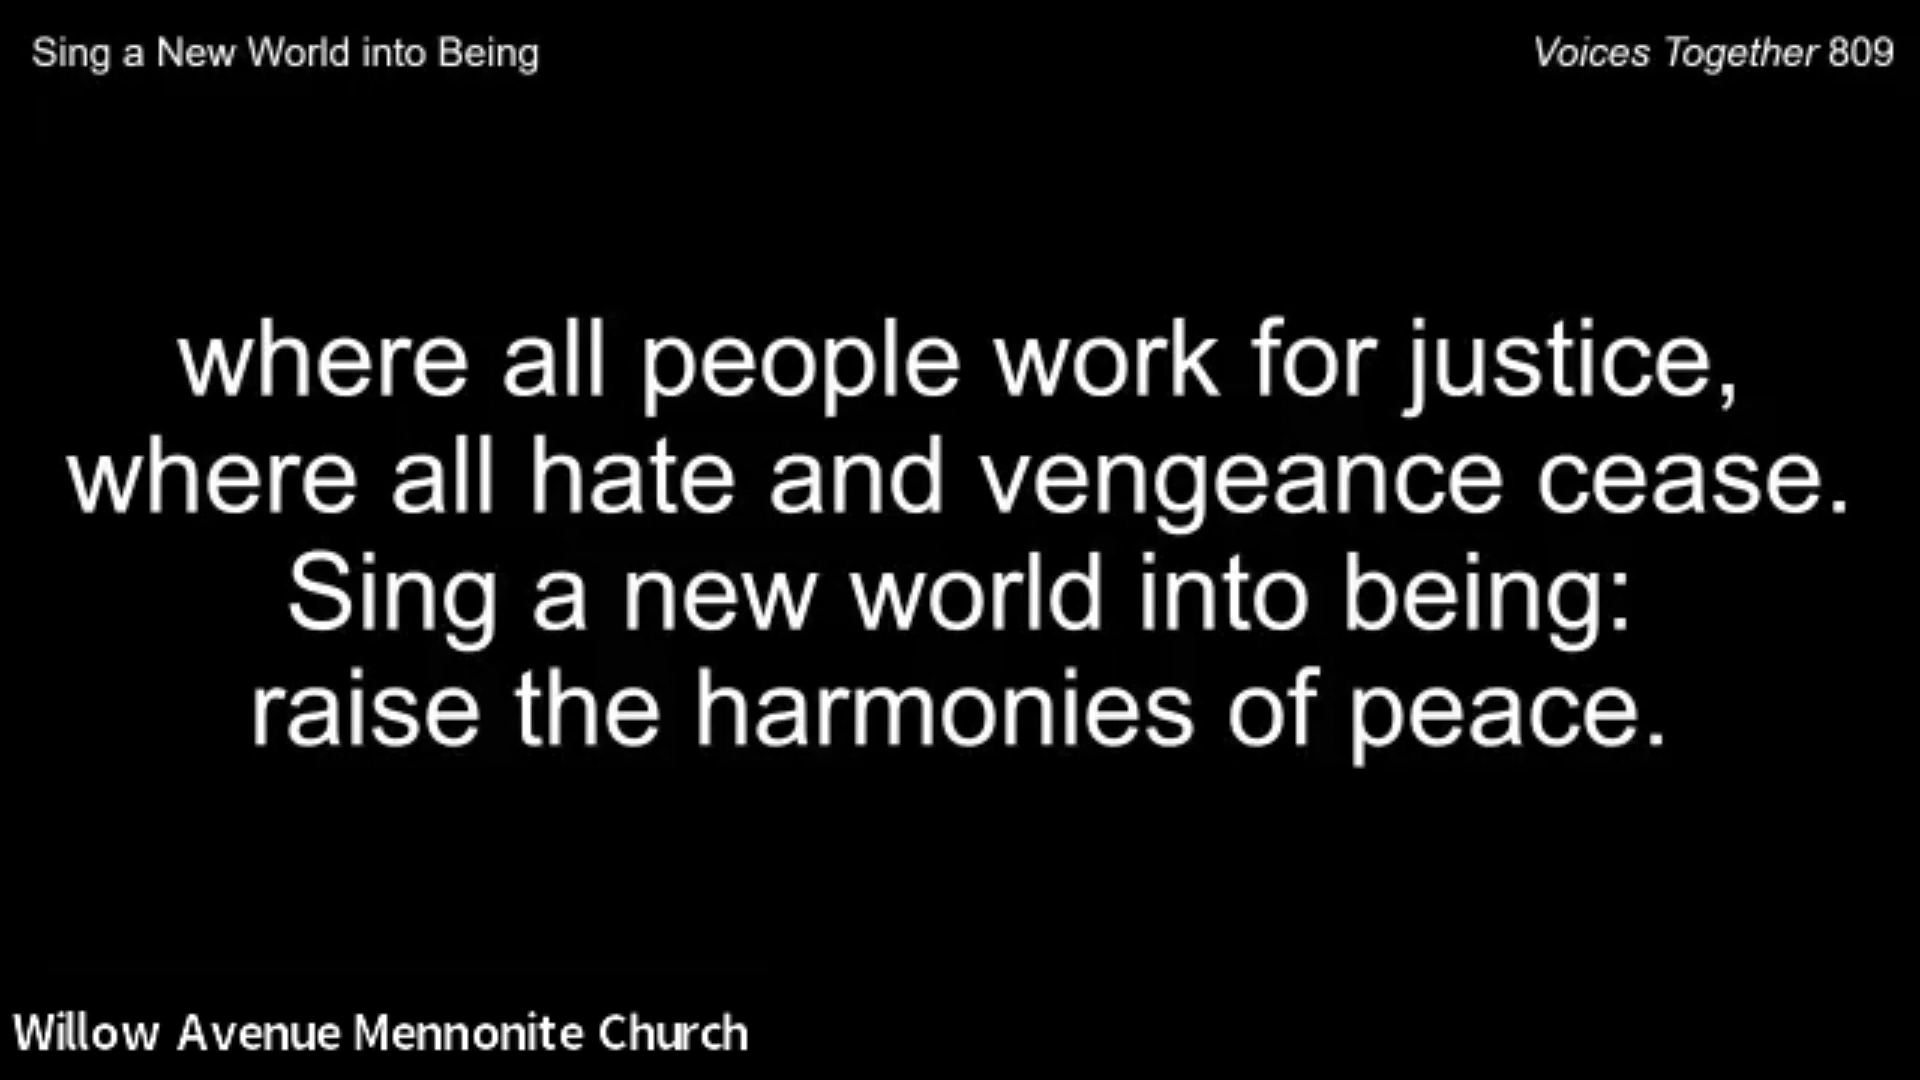 Sing a New World into Being
Voices Together 809
where all people work for justice,
where all hate and vengeance cease.
Sing a new world into being:
raise the harmonies of peace.
Willow Avenue Mennonite Church